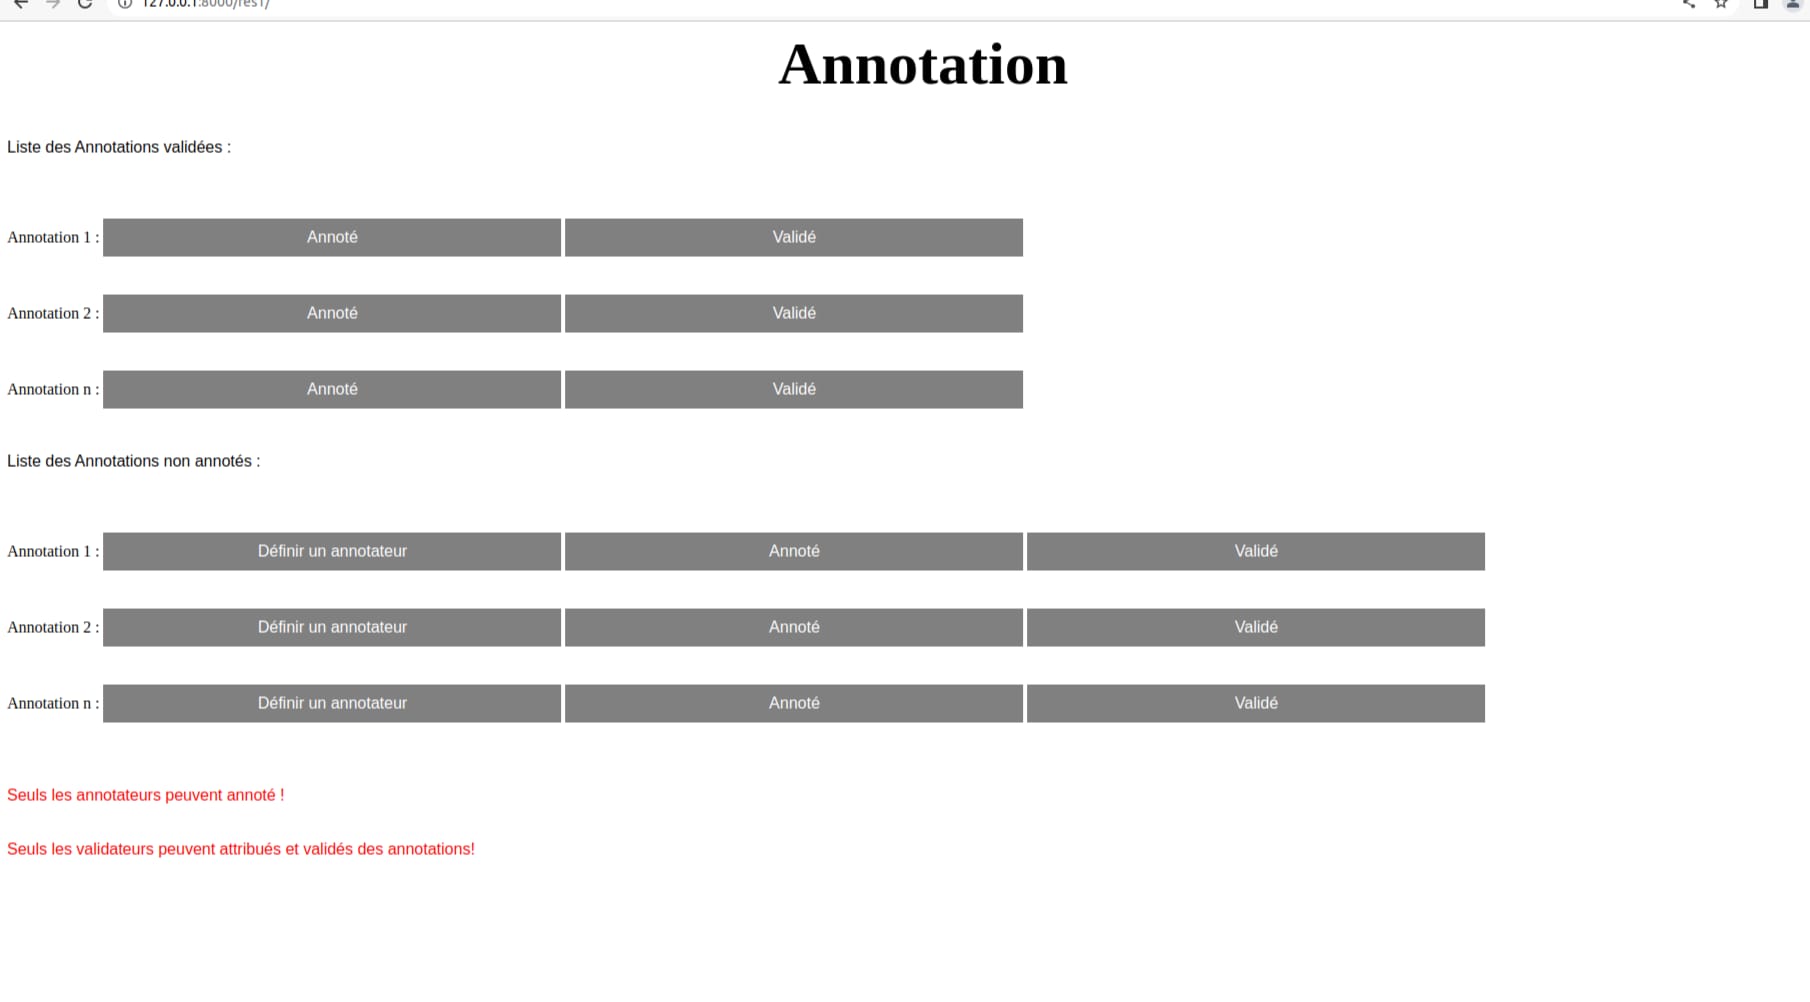 127.0.0.1:8000/res1/
Annotation
Liste des Annotations validées :
Annotation 1 : Annoté Validé
Annotation 2 : Annoté Validé
Annotation n : Annoté Validé
Liste des Annotations non annotés :
Annotation 1 : Définir un annotateur Annoté Validé
Annotation 2 : Définir un annotateur Annoté Validé
Annotation n : Définir un annotateur Annoté Validé
Seuls les annotateurs peuvent annoté !
Seuls les validateurs peuvent attribués et validés des annotations!